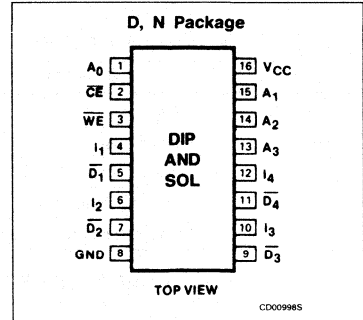 D, N Package
A0 1 16 VCC
CE 2 15 A1
WE 3 14 A2
I1 4 13 A3
D1 5 12 I4
I2 6 11 D4
D2 7 10 I3
GND 8 9 D3
DIP
AND
SOL
TOP VIEW
CD00998S